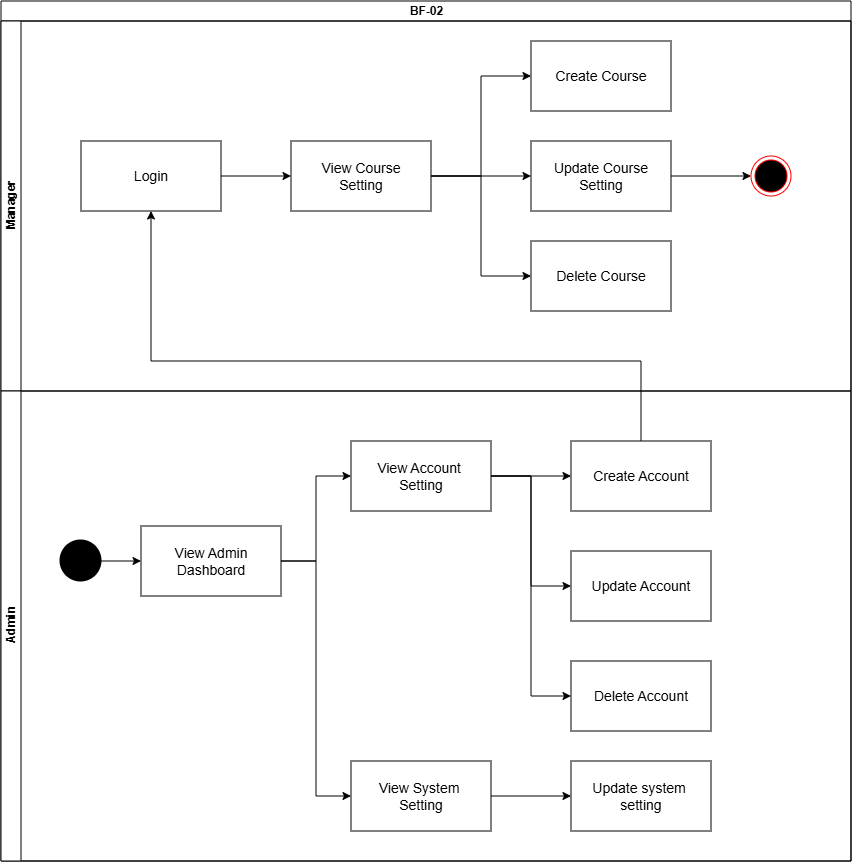 BF-02
Manager
Create Course
Login
View Course
Setting
Update Course
Setting
Delete Course
Admin
View Account
Setting
Create Account
View Admin
Dashboard
Update Account
Delete Account
View System
Setting
Update system
setting